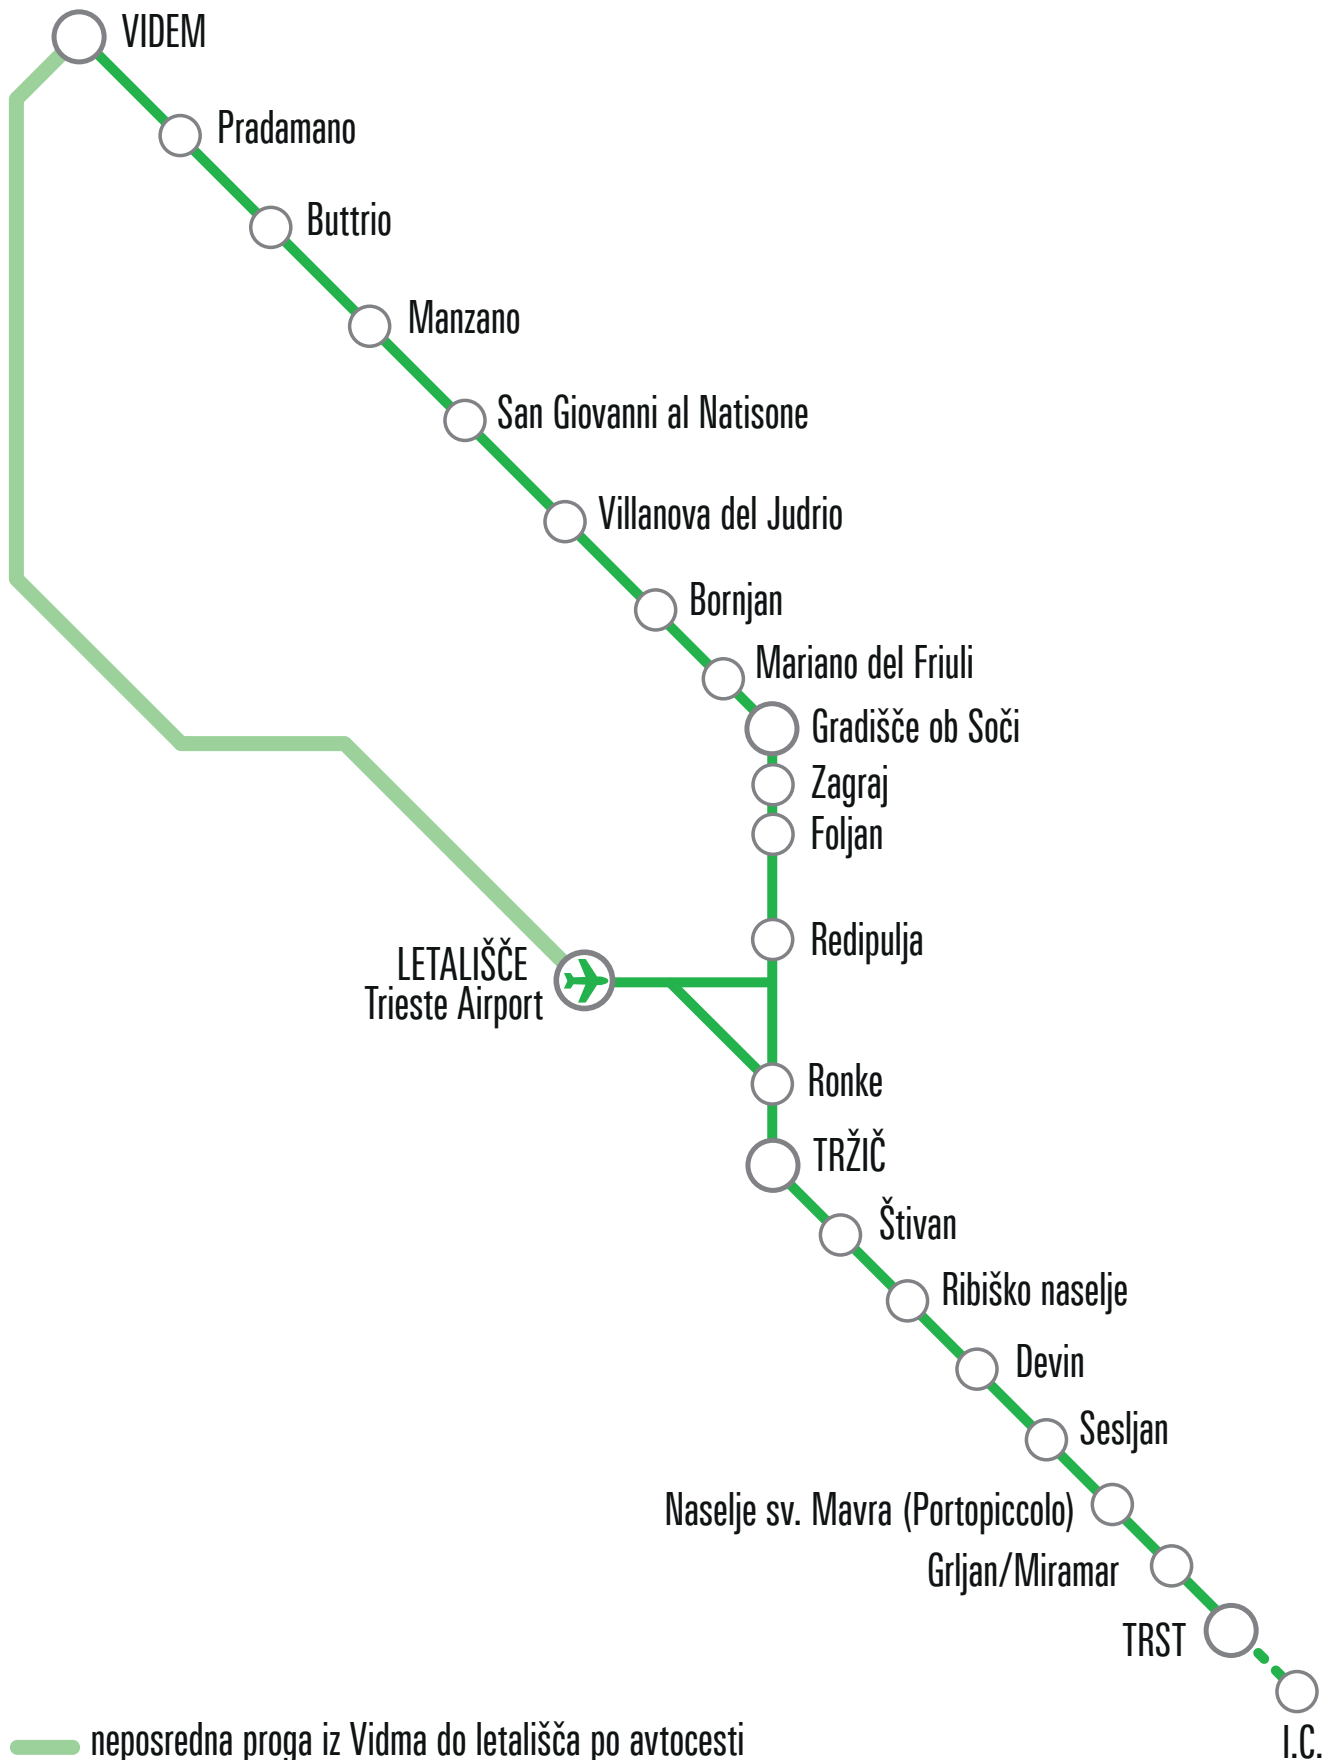 VIDEM
Pradamano
Buttrio
Manzano
San Giovanni al Natisone
Villanova del Judrio
Bornjan
Mariano del Friuli
Gradišče ob Soči
Zagraj
Foljan
Redipulja
LETALIŠČE
Trieste Airport
Ronke
TRŽIČ
Štivan
Ribiško naselje
Devin
Sesljan
Naselje sv. Mavra (Portopiccolo)
Grljan/Miramar
TRST
I.C.
neposredna proga iz Vidma do letališča po avtocesti